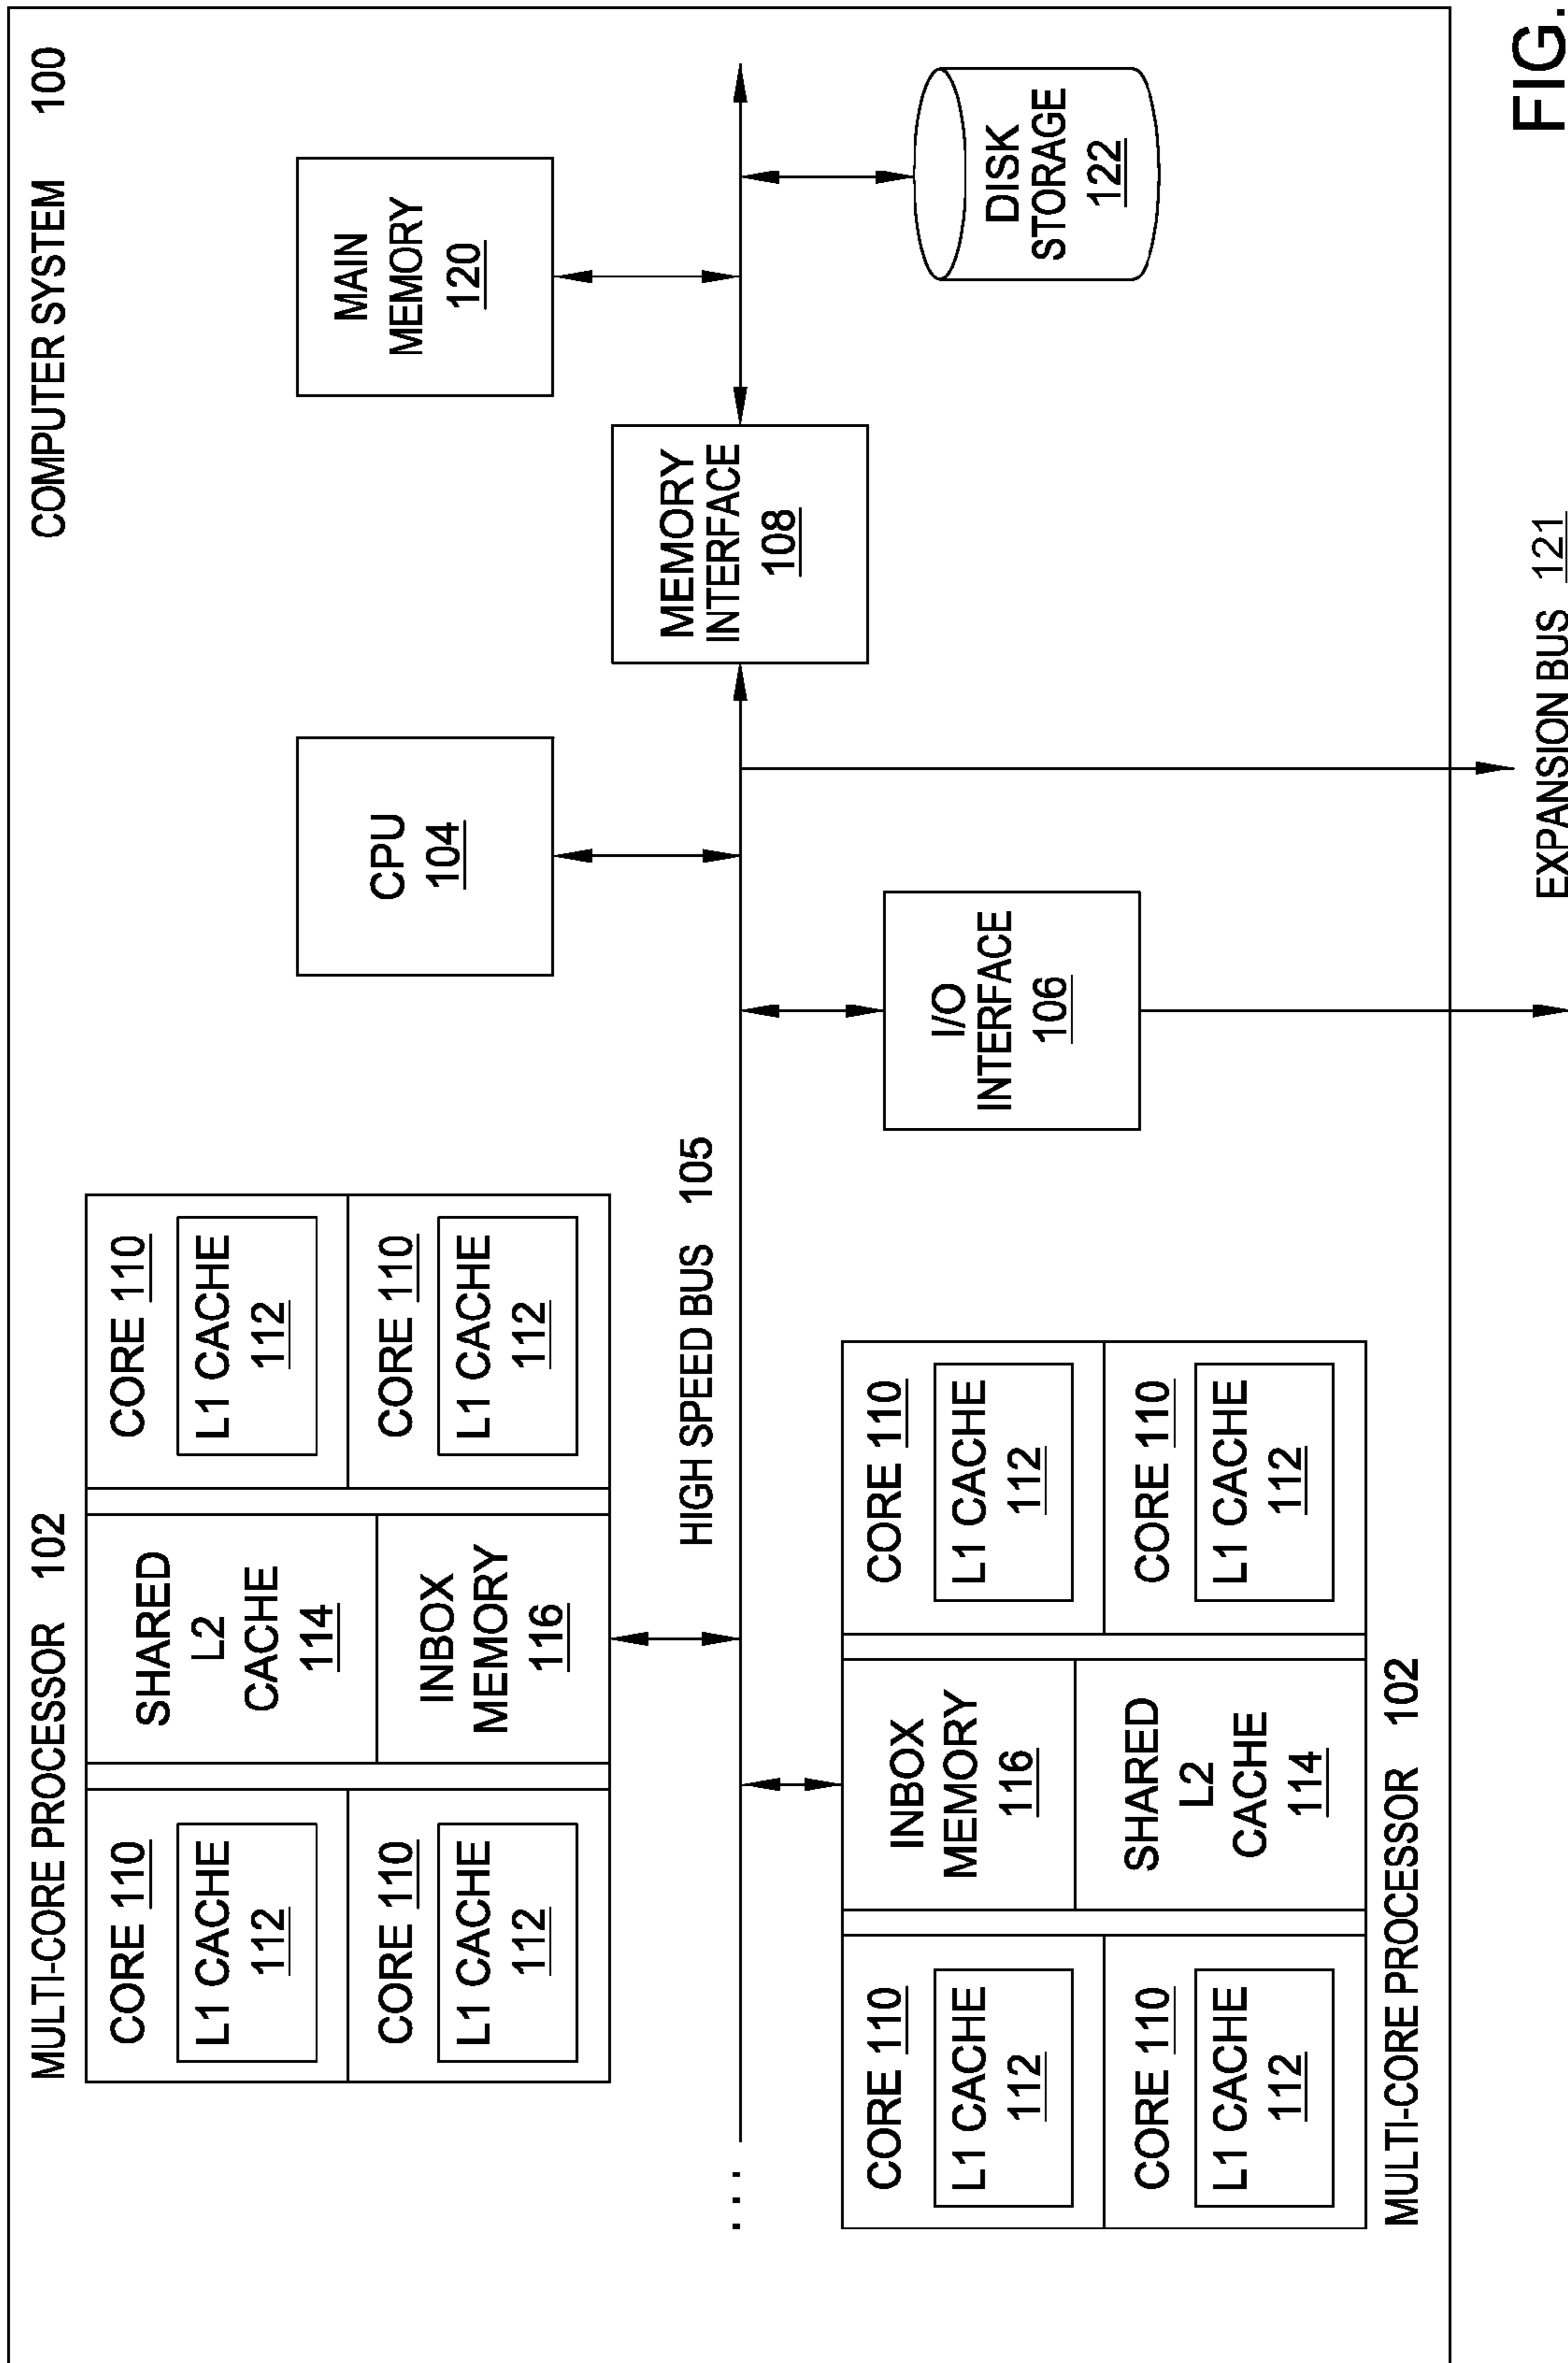 COMPUTER SYSTEM 100
MULTI-CORE PROCESSOR 102
CORE 110
L1 CACHE
112
CORE 110
L1 CACHE
112
SHARED
L2
CACHE
114
INBOX
MEMORY
116
CORE 110
L1 CACHE
112
CORE 110
L1 CACHE
112
CPU
104
MAIN
MEMORY
120
HIGH SPEED BUS 105
MEMORY
INTERFACE
108
...
CORE 110
L1 CACHE
112
CORE 110
L1 CACHE
112
INBOX
MEMORY
116
SHARED
L2
CACHE
114
CORE 110
L1 CACHE
112
CORE 110
L1 CACHE
112
MULTI-CORE PROCESSOR 102
I/O
INTERFACE
106
DISK
STORAGE
122
EXPANSION BUS 121
FIG.